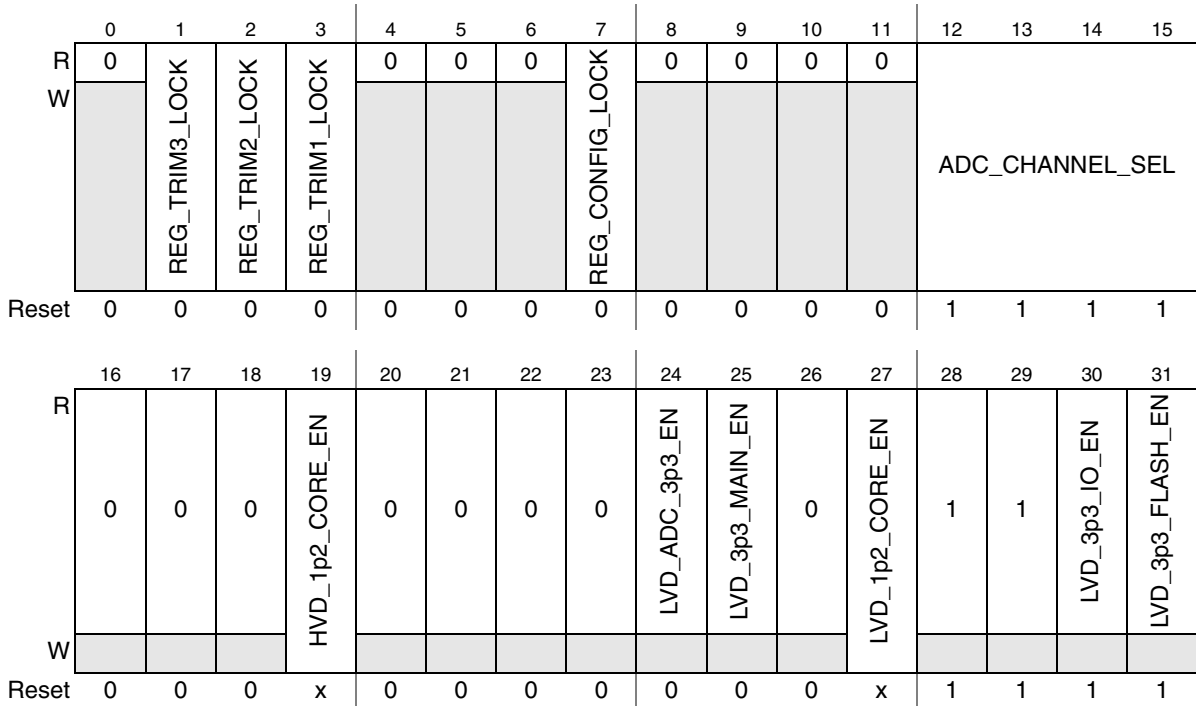 0 1 2 3 4 5 6 7 8 9 10 11 12 13 14 15
R 0 REG_TRIM3_LOCK REG_TRIM2_LOCK REG_TRIM1_LOCK 0 0 0 REG_CONFIG_LOCK 0 0 0 0 ADC_CHANNEL_SEL
W
Reset 0 0 0 0 0 0 0 0 0 0 0 0 1 1 1 1
16 17 18 19 20 21 22 23 24 25 26 27 28 29 30 31
R 0 0 0 HVD_1p2_CORE_EN 0 0 0 0 LVD_ADC_3p3_EN LVD_3p3_MAIN_EN 0 LVD_1p2_CORE_EN 1 1 LVD_3p3_IO_EN LVD_3p3_FLASH_EN
W
Reset 0 0 0 x 0 0 0 0 0 0 0 x 1 1 1 1